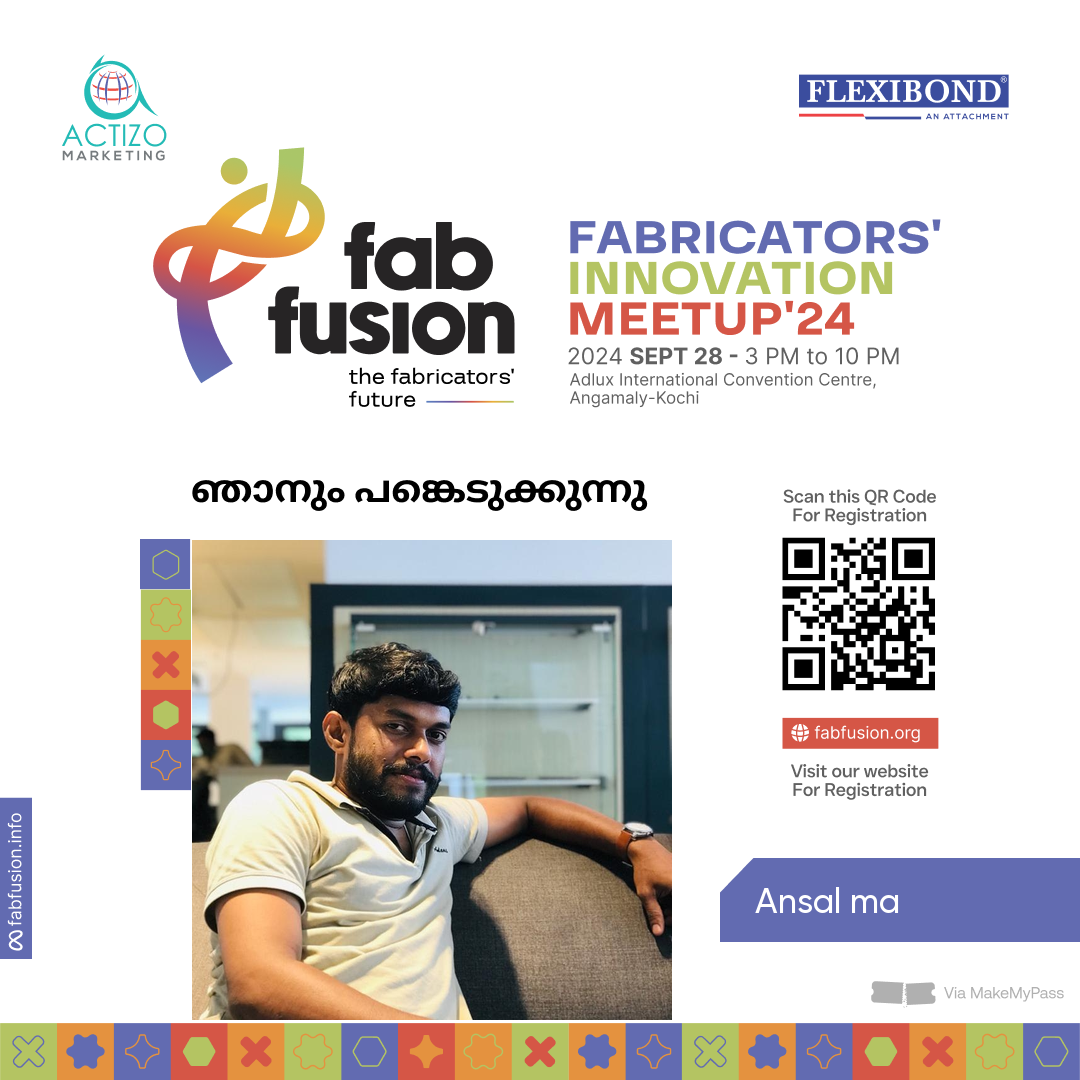 ACTIZO
MARKETING
FLEXIBOND®
AN ATTACHMENT
fab
fusion
the fabricators'
future
FABRICATORS'
INNOVATION
MEETUP'24
2024 SEPT 28 - 3 PM to 10 PM
Adlux International Convention Centre,
Angamaly-Kochi
ഞാനും പങ്കെടുക്കുന്നു
Scan this QR Code
For Registration
fabfusion.org
Visit our website
For Registration
fabfusion.info
Ansal ma
Via MakeMyPass